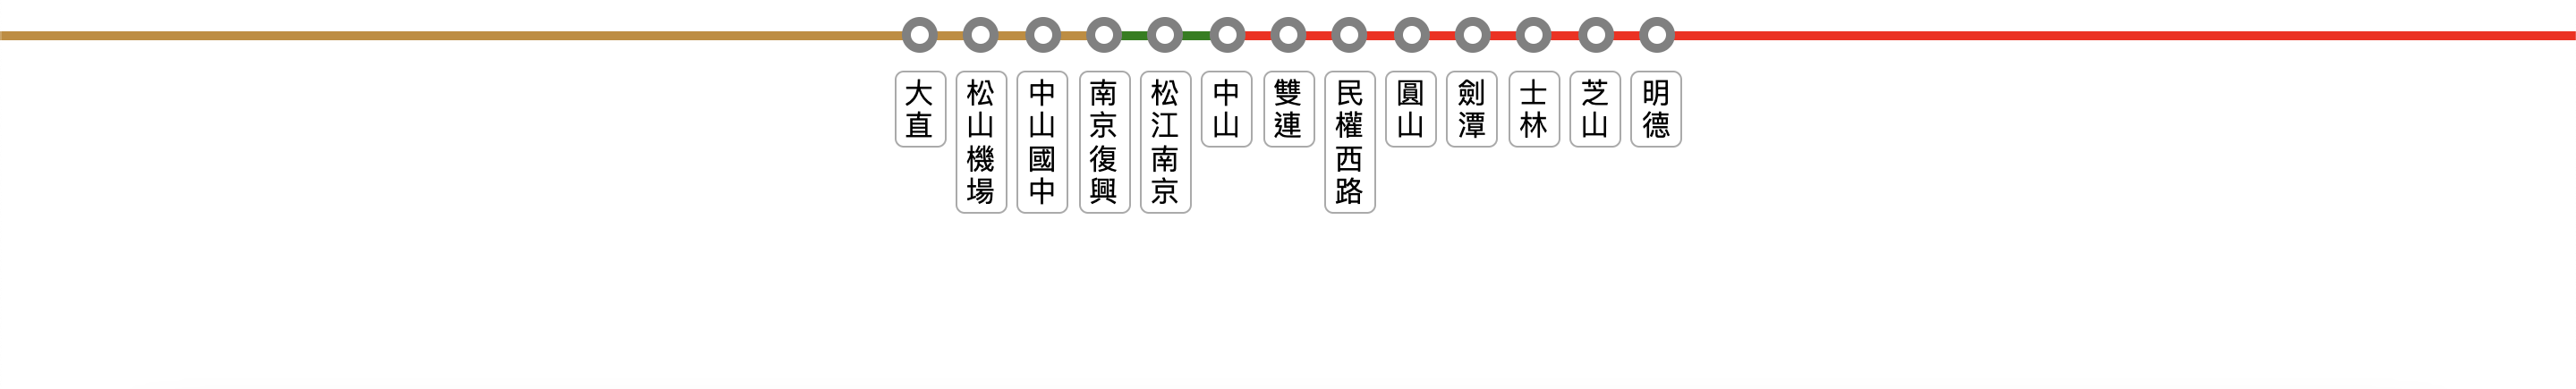 大直
松山機場
中山國中
南京復興
松江南京
中山
雙連
民權西路
圓山
劍潭
士林
芝山
明德